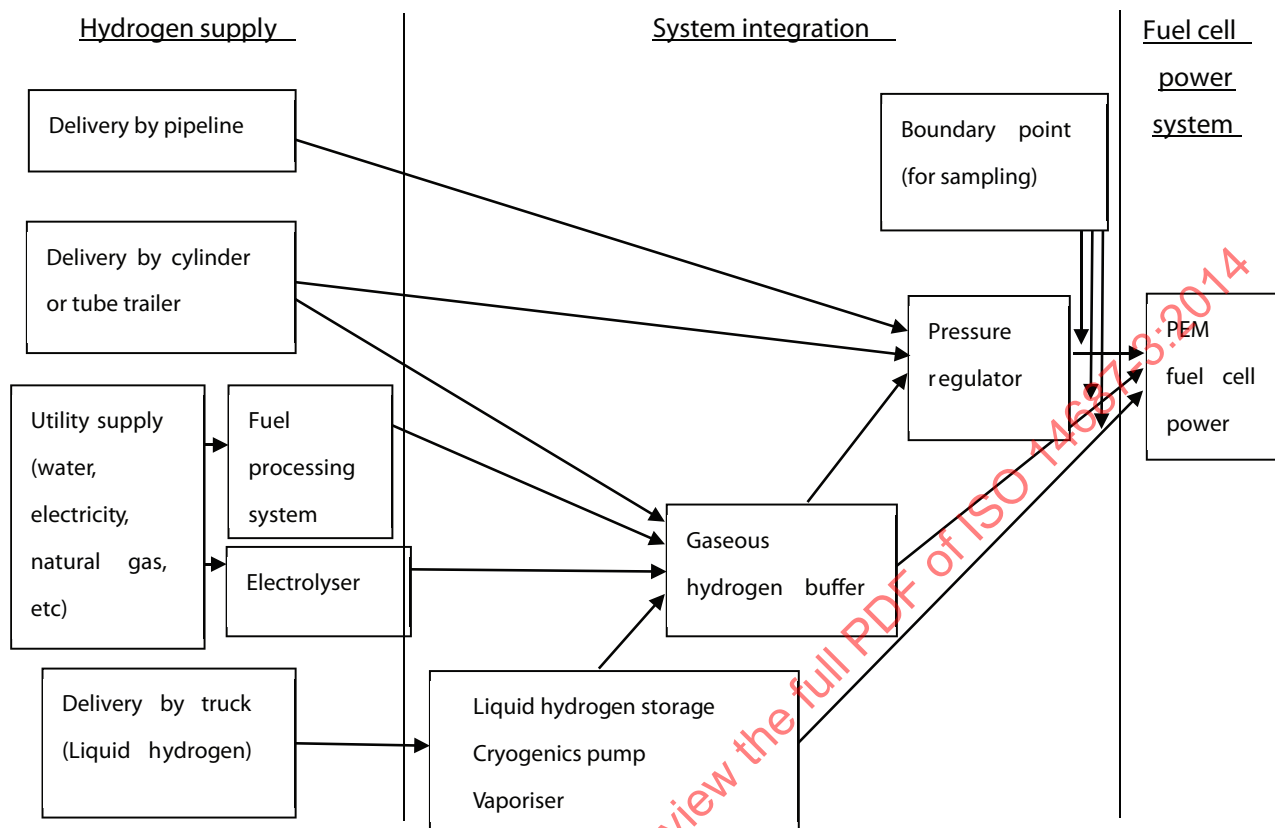 Hydrogen supply
System integration
Fuel cell
power
system
Delivery by pipeline
Boundary point
(for sampling)
Delivery by cylinder
or tube trailer
Pressure
regulator
PEM
fuel cell
power
Utility supply
(water,
electricity,
natural gas,
etc)
Fuel
processing
system
Electrolyser
Gaseous
hydrogen buffer
Delivery by truck
(Liquid hydrogen)
Liquid hydrogen storage
Cryogenics pump
Vaporiser
view the full PDF of ISO 14687-3:2014